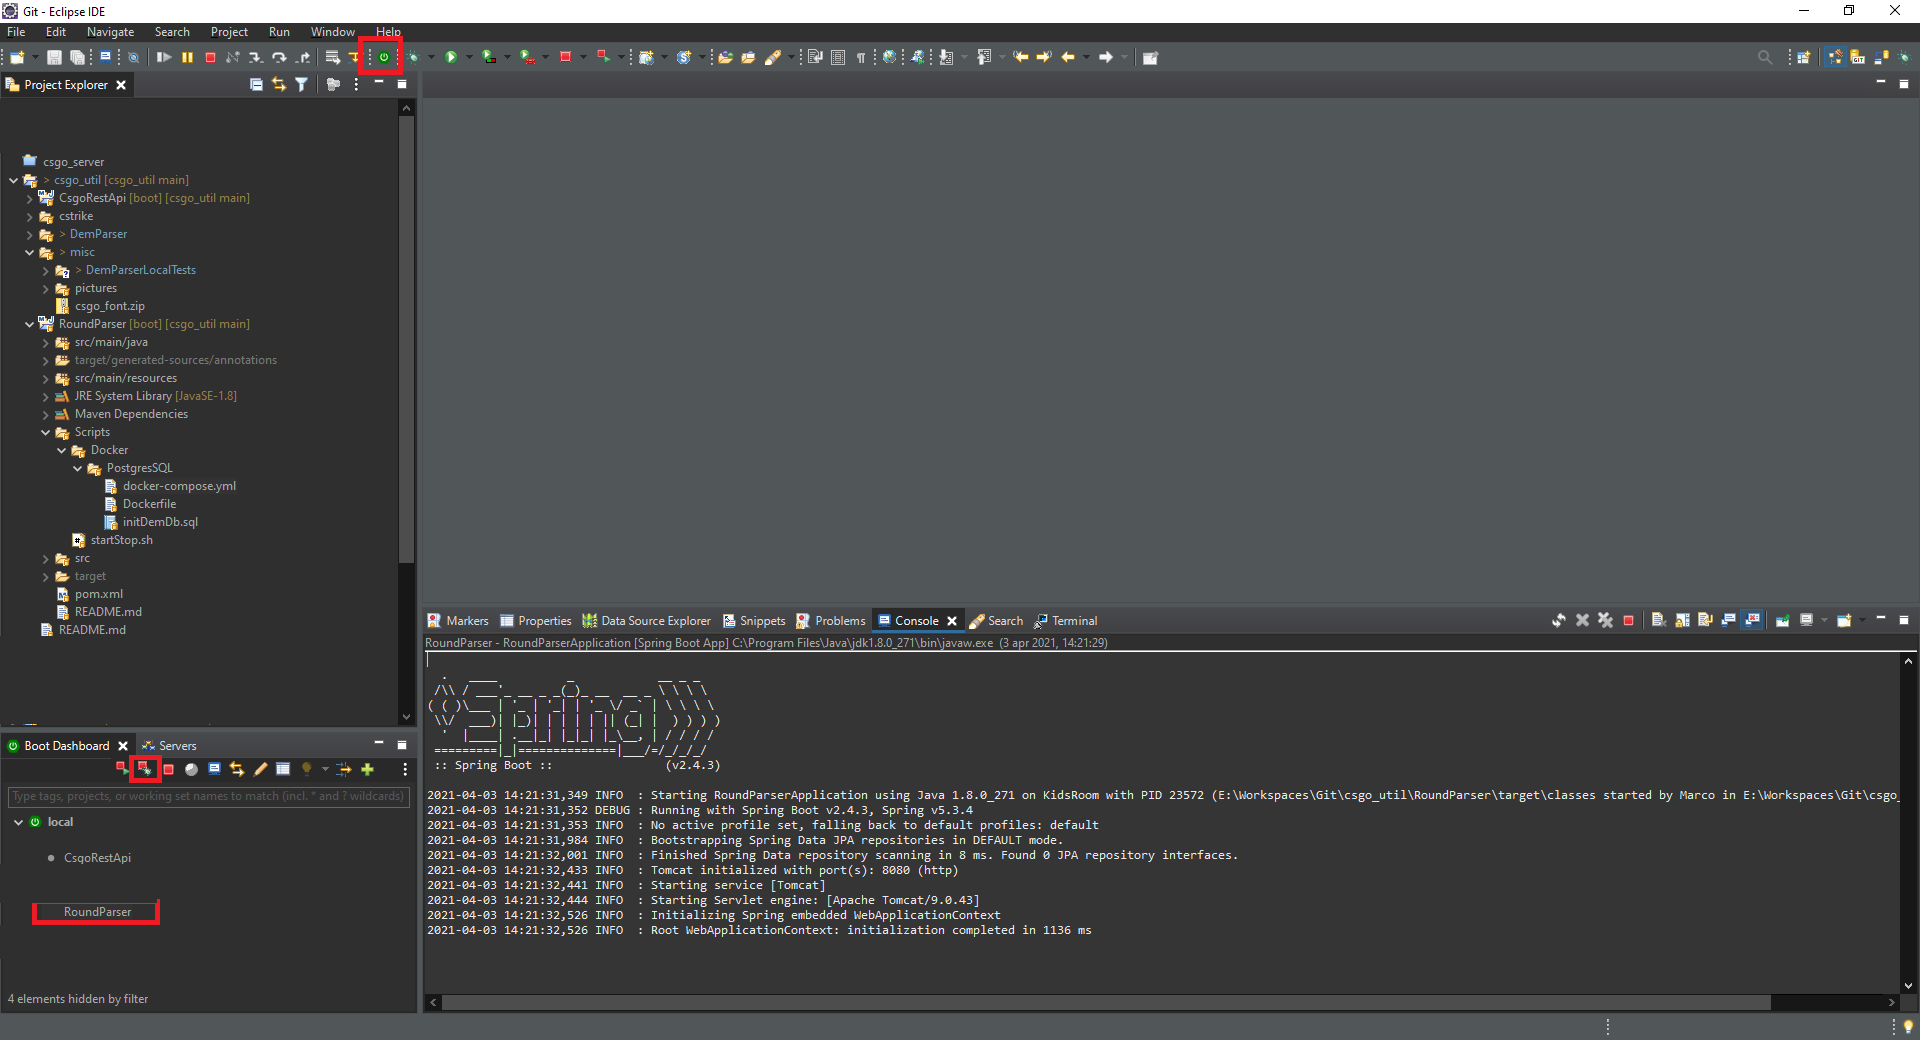 Git - Eclipse IDE
File Edit Navigate Search Project Run Window Help
Project Explorer
csgo_server
> csgo_util [csgo_util main]
CsgoRestApi [boot] [csgo_util main]
cstrike
> DemParser
> misc
> DemParserLocalTests
pictures
csgo_font.zip
RoundParser [boot] [csgo_util main]
src/main/java
target/generated-sources/annotations
src/main/resources
JRE System Library [JavaSE-1.8]
Maven Dependencies
Scripts
Docker
PostgresSQL
docker-compose.yml
Dockerfile
initDemDb.sql
startStop.sh
src
target
pom.xml
README.md
README.md
Boot Dashboard Servers
Type tags, projects, or working set names to match (incl. * and ? wildcards)
local
CsgoRestApi
RoundParser
4 elements hidden by filter
Markers Properties Data Source Explorer Snippets Problems Console Search Terminal
RoundParser - RoundParserApplication [Spring Boot App] C:\Program Files\Java\jdk1.8.0_271\bin\javaw.exe (3 apr 2021, 14:21:29)
Spring
:: Spring Boot :: (v2.4.3)
2021-04-03 14:21:31,349 INFO : Starting RoundParserApplication using Java 1.8.0_271 on KidsRoom with PID 23572 (E:\Workspaces\Git\csgo_util\RoundParser\target\classes started by Marco in E:\Workspaces\Git\csgo_
2021-04-03 14:21:31,352 DEBUG : Running with Spring Boot v2.4.3, Spring v5.3.4
2021-04-03 14:21:31,353 INFO : No active profile set, falling back to default profiles: default
2021-04-03 14:21:31,984 INFO : Bootstrapping Spring Data JPA repositories in DEFAULT mode.
2021-04-03 14:21:32,001 INFO : Finished Spring Data repository scanning in 8 ms. Found 0 JPA repository interfaces.
2021-04-03 14:21:32,433 INFO : Tomcat initialized with port(s): 8080 (http)
2021-04-03 14:21:32,441 INFO : Starting service [Tomcat]
2021-04-03 14:21:32,444 INFO : Starting Servlet engine: [Apache Tomcat/9.0.43]
2021-04-03 14:21:32,526 INFO : Initializing Spring embedded WebApplicationContext
2021-04-03 14:21:32,526 INFO : Root WebApplicationContext: initialization completed in 1136 ms